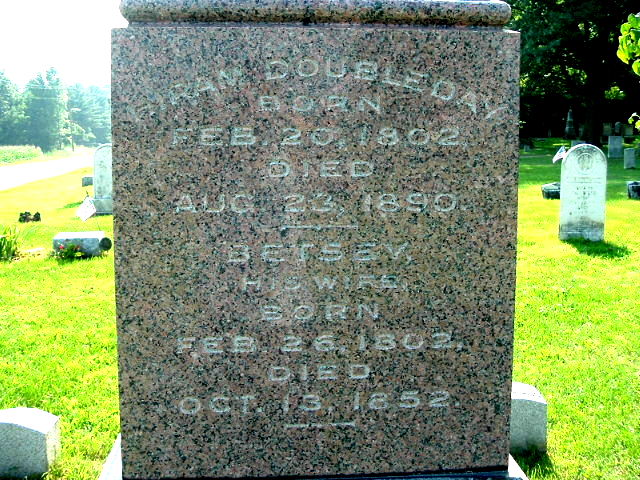 HIRAM DOUBLEDAY
BORN
FEB. 20, 1802.
DIED
AUG. 23, 1890.
BETSEY,
HIS WIFE,
BORN
FEB. 26, 1802.
DIED
OCT. 13, 1852.